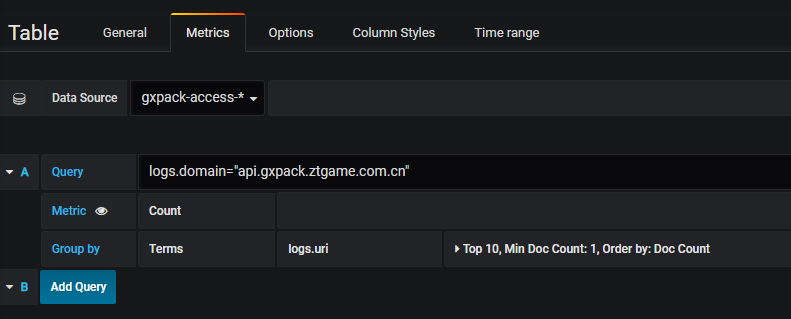 Table General Metrics Options Column Styles Time range
Data Source gxpack-access-*
A Query logs.domain="api.gxpack.ztgame.com.cn"
Metric Count
Group by Terms logs.uri Top 10, Min Doc Count: 1, Order by: Doc Count
B Add Query